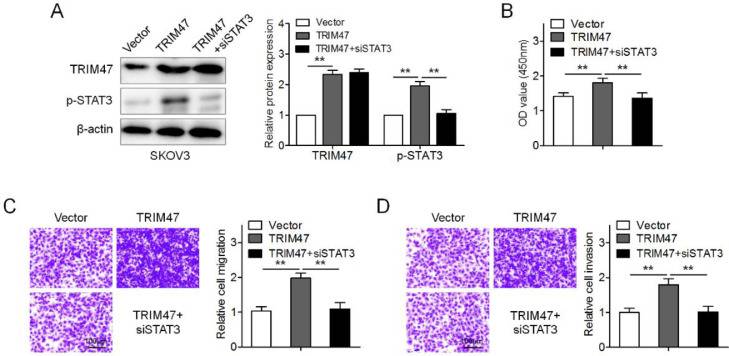 A
Vector
TRIM47
TRIM47
+siSTAT3
TRIM47
p-STAT3
β-actin
SKOV3
Relative protein expression
4
3
2
1
0
Vector
TRIM47
TRIM47+siSTAT3
**
**
**
TRIM47
p-STAT3
B
OD value (450nm)
3
2
1
0
Vector
TRIM47
TRIM47+siSTAT3
**
**
C
Vector
TRIM47
TRIM47+
siSTAT3
100μm
Relative cell migration
3
2
1
0
Vector
TRIM47
TRIM47+siSTAT3
**
**
D
Vector
TRIM47
TRIM47+
siSTAT3
100μm
Relative cell invasion
3
2
1
0
Vector
TRIM47
TRIM47+siSTAT3
**
**